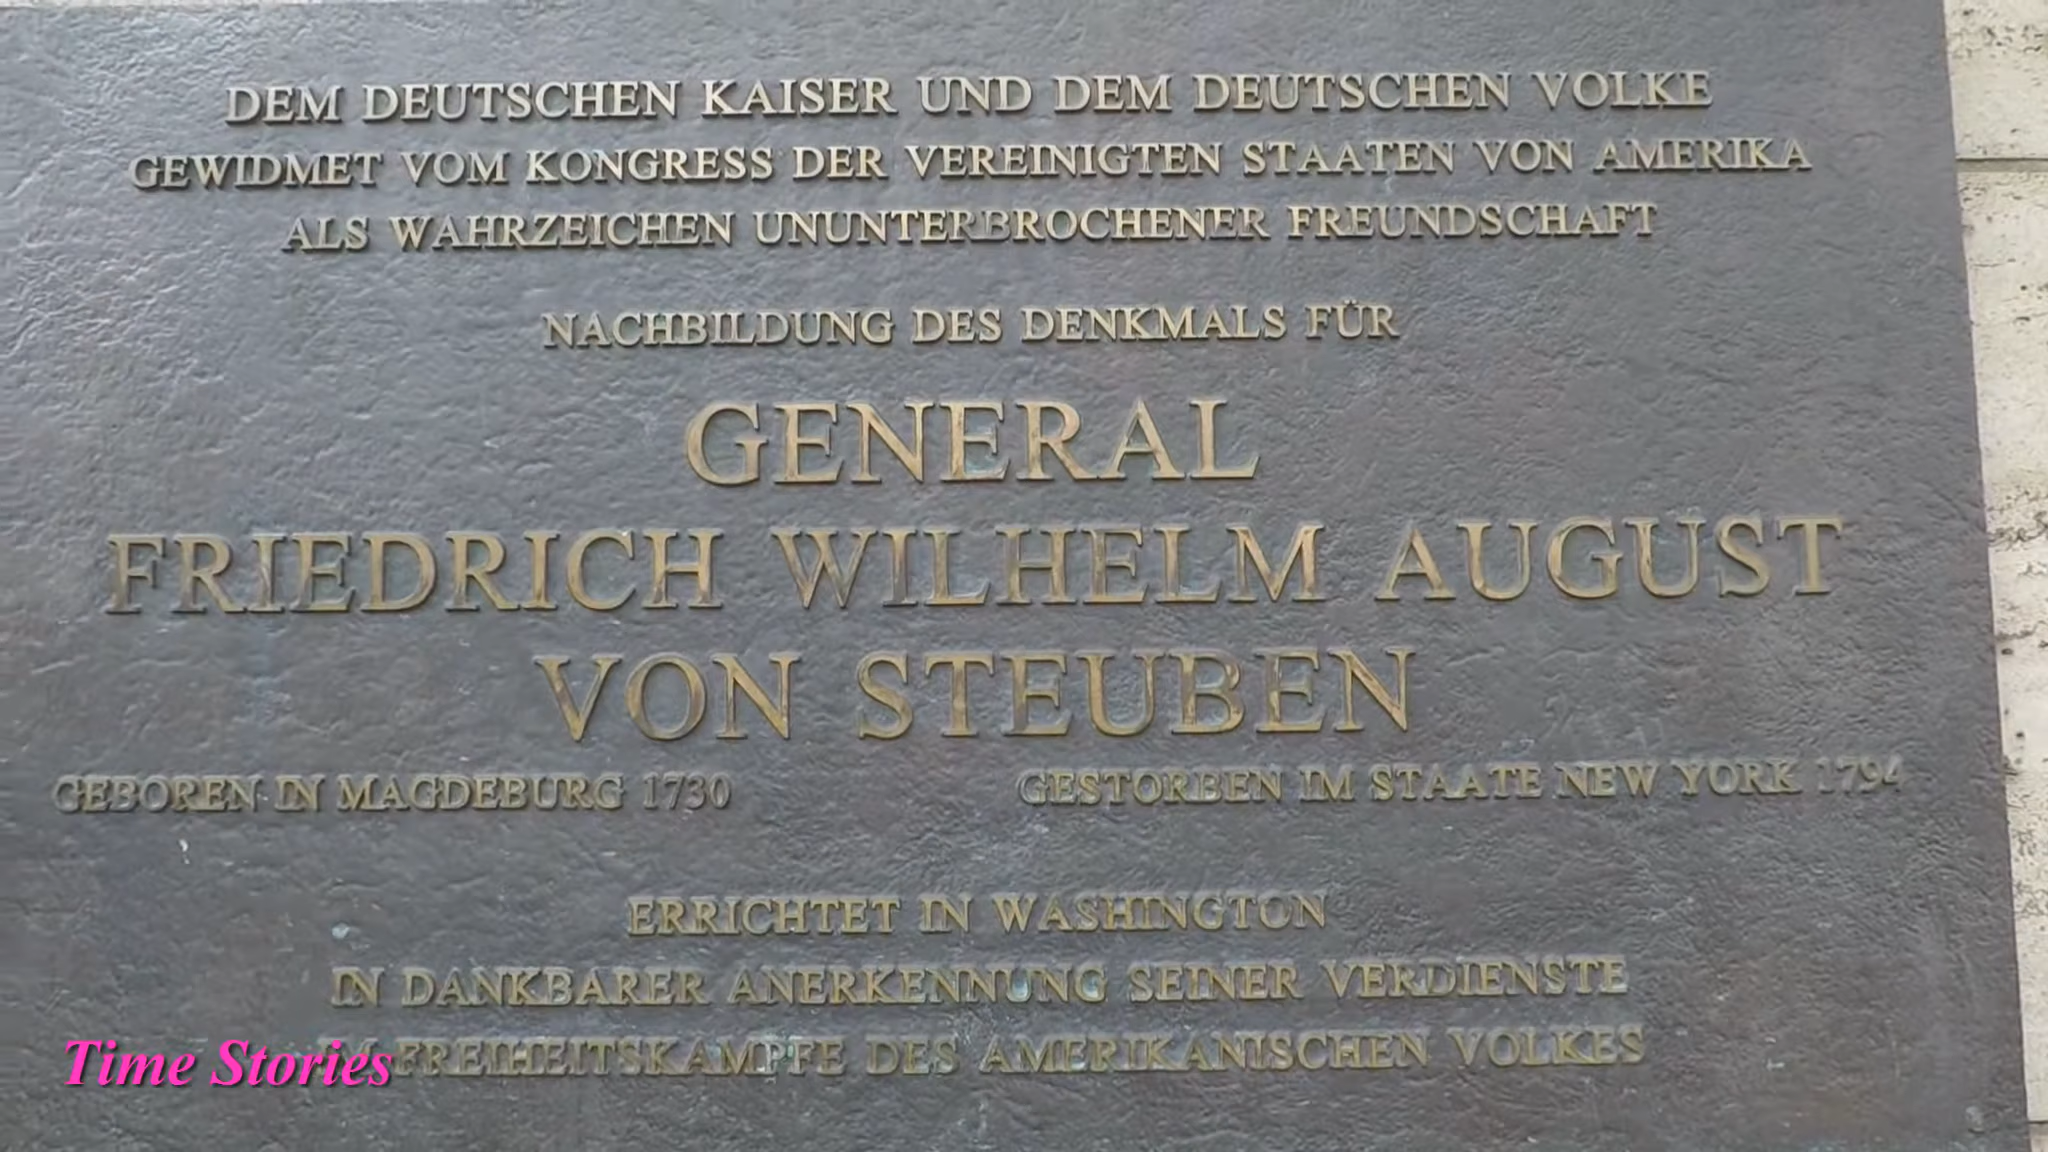 DEM DEUTSCHEN KAISER UND DEM DEUTSCHEN VOLKE
GEWIDMET VOM KONGRESS DER VEREINIGTEN STAATEN VON AMERIKA
ALS WAHRZEICHEN UNUNTERBROCHENER FREUNDSCHAFT
NACHBILDUNG DES DENKMALS FÜR
GENERAL
FRIEDRICH WILHELM AUGUST
VON STEUBEN
GEBOREN IN MAGDEBURG 1730 GESTORBEN IM STAATE NEW YORK 1794
ERRICHTET IN WASHINGTON
IN DANKBARER ANERKENNUNG SEINER VERDIENSTE
IM FREIHEITSKAMPFE DES AMERIKANISCHEN VOLKES
Time Stories